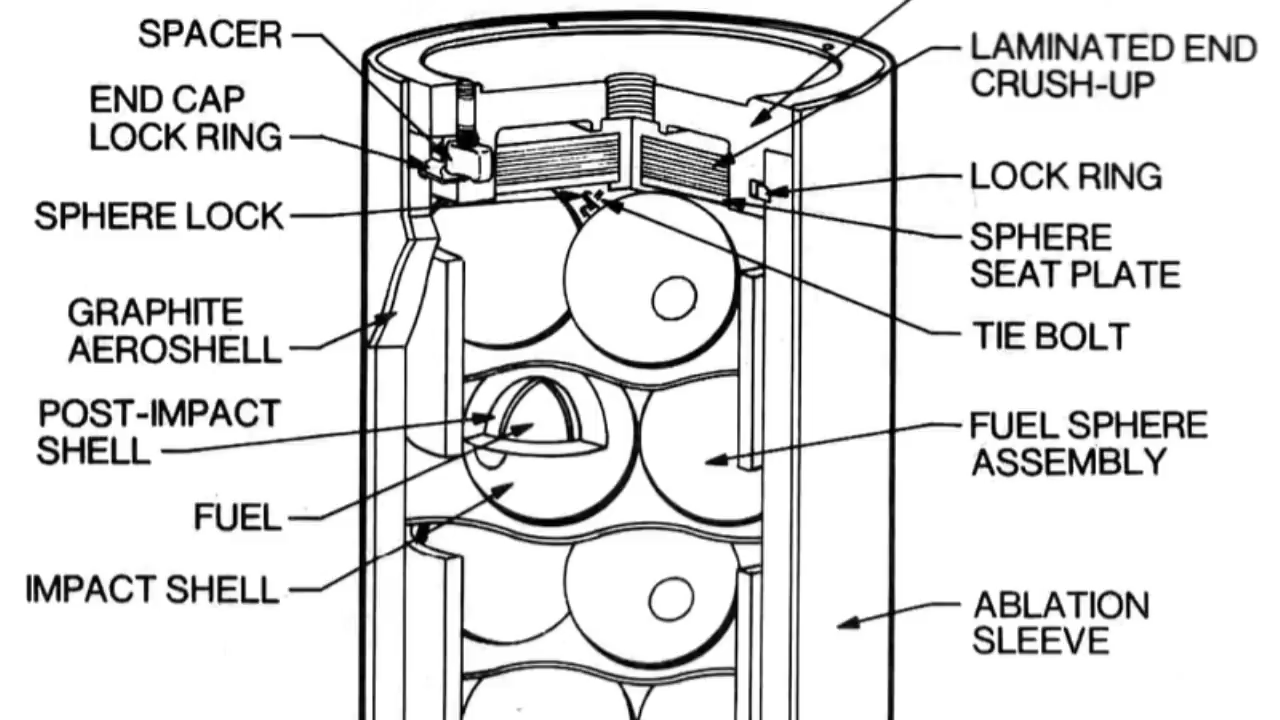 SPACER
END CAP
LOCK RING
SPHERE LOCK
GRAPHITE
AEROSHELL
POST-IMPACT
SHELL
FUEL
IMPACT SHELL
LAMINATED END
CRUSH-UP
LOCK RING
SPHERE
SEAT PLATE
TIE BOLT
FUEL SPHERE
ASSEMBLY
ABLATION
SLEEVE